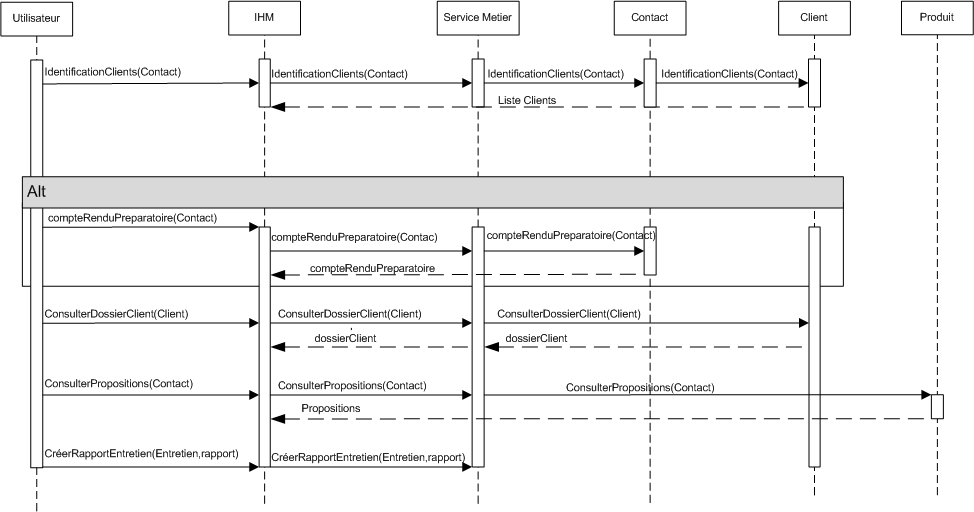 Utilisateur
IHM
Service Metier
Contact
Client
Produit
IdentificationClients(Contact)
IdentificationClients(Contact)
IdentificationClients(Contact)
IdentificationClients(Contact)
Liste Clients
Alt
compteRenduPreparatoire(Contact)
compteRenduPreparatoire(Contac)
compteRenduPreparatoire(Contact)
compteRenduPreparatoire
ConsulterDossierClient(Client)
ConsulterDossierClient(Client)
ConsulterDossierClient(Client)
dossierClient
dossierClient
ConsulterPropositions(Contact)
ConsulterPropositions(Contact)
ConsulterPropositions(Contact)
Propositions
CréerRapportEntretien(Entretien,rapport)
CréerRapportEntretien(Entretien,rapport)